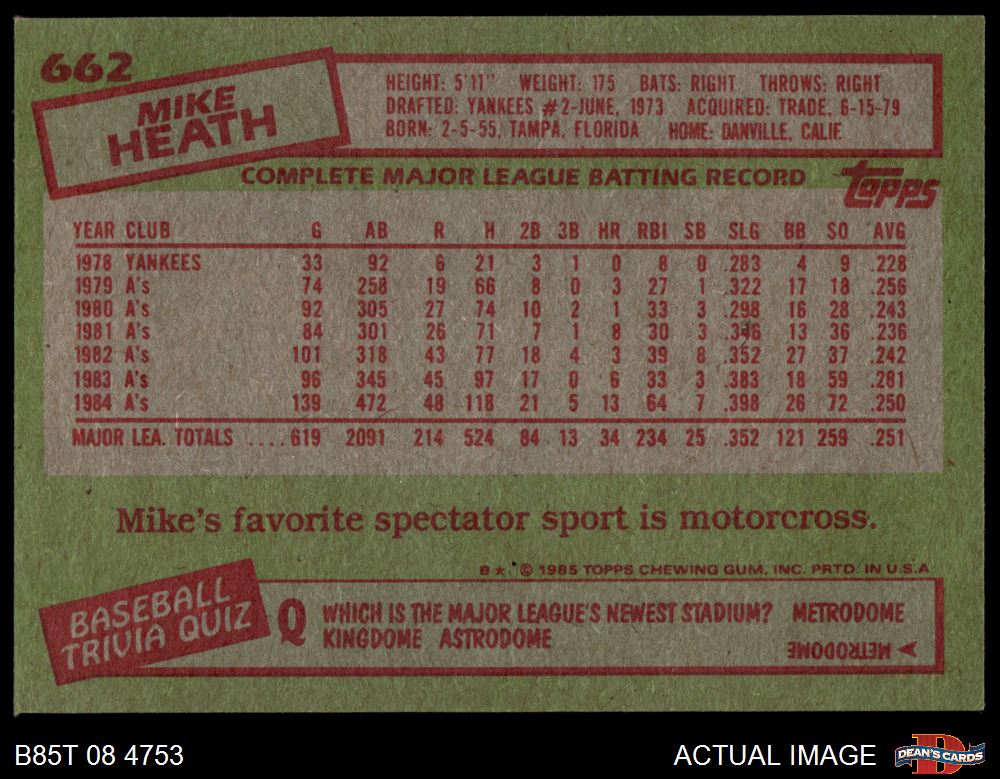 662
MIKE
HEATH
HEIGHT: 5'11" WEIGHT: 175 BATS: RIGHT THROWS: RIGHT
DRAFTED: YANKEES #2-JUNE, 1973 ACQUIRED: TRADE, 6-15-79
BORN: 2-5-55, TAMPA, FLORIDA HOME: DANVILLE, CALIF.
COMPLETE MAJOR LEAGUE BATTING RECORD
topps
YEAR CLUB G AB R H 2B 3B HR RBI SB SLG BB SO AVG
1978 YANKEES 33 92 6 21 3 1 0 8 0 .283 4 9 .228
1979 A's 74 258 19 66 8 0 3 27 1 .322 17 18 .256
1980 A's 92 305 27 74 10 2 1 33 3 .298 16 28 .243
1981 A's 84 301 26 71 7 1 8 30 3 .346 13 36 .236
1982 A's 101 318 43 77 18 4 3 39 8 .352 27 37 .242
1983 A's 96 345 45 97 17 0 6 33 3 .383 18 59 .281
1984 A's 139 472 48 118 21 5 13 64 7 .398 26 72 .250
MAJOR LEA. TOTALS ....619 2091 214 524 84 13 34 234 25 .352 121 259 .251
Mike's favorite spectator sport is motorcross.
B★ © 1985 TOPPS CHEWING GUM, INC. PRTD. IN U.S.A
BASEBALL
TRIVIA QUIZ
Q WHICH IS THE MAJOR LEAGUE'S NEWEST STADIUM? METRODOME
KINGDOME ASTRODOME
METRODOME
B85T 08 4753
ACTUAL IMAGE
D
DEAN'S CARDS